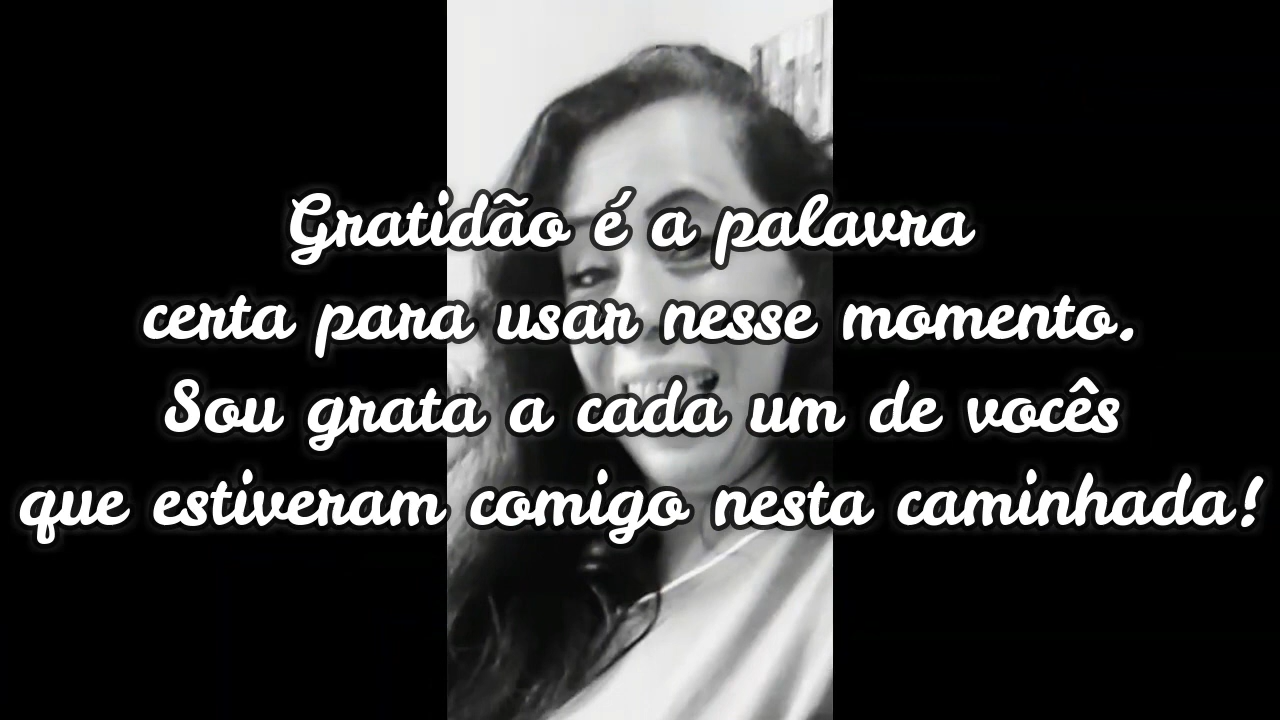 Gratidão é a palavra
certa para usar nesse momento.
Sou grata a cada um de vocês
que estiveram comigo nesta caminhada!